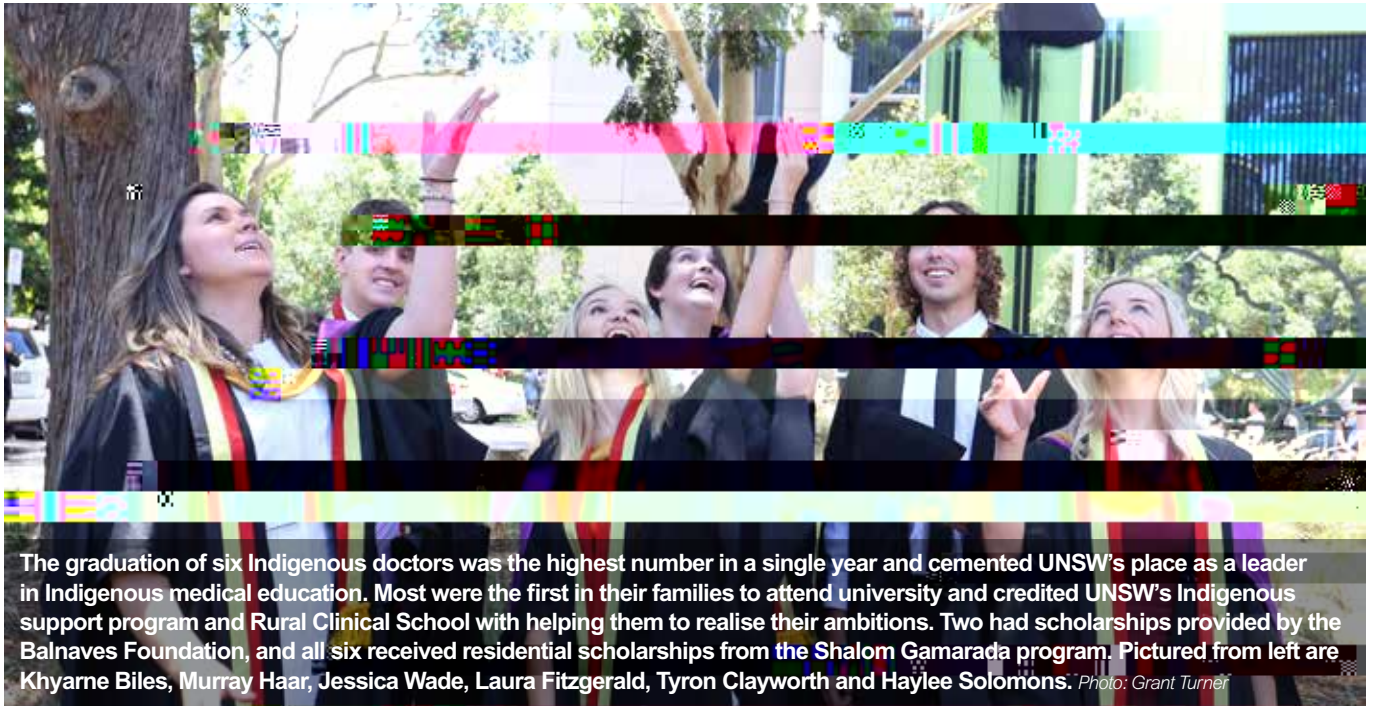 The graduation of six Indigenous doctors was the highest number in a single year and cemented UNSW’s place as a leader
in Indigenous medical education. Most were the first in their families to attend university and credited UNSW’s Indigenous
support program and Rural Clinical School with helping them to realise their ambitions. Two had scholarships provided by the
Balnaves Foundation, and all six received residential scholarships from the Shalom Gamarada program. Pictured from left are
Khyarne Biles, Murray Haar, Jessica Wade, Laura Fitzgerald, Tyron Clayworth and Haylee Solomons. Photo: Grant Turner